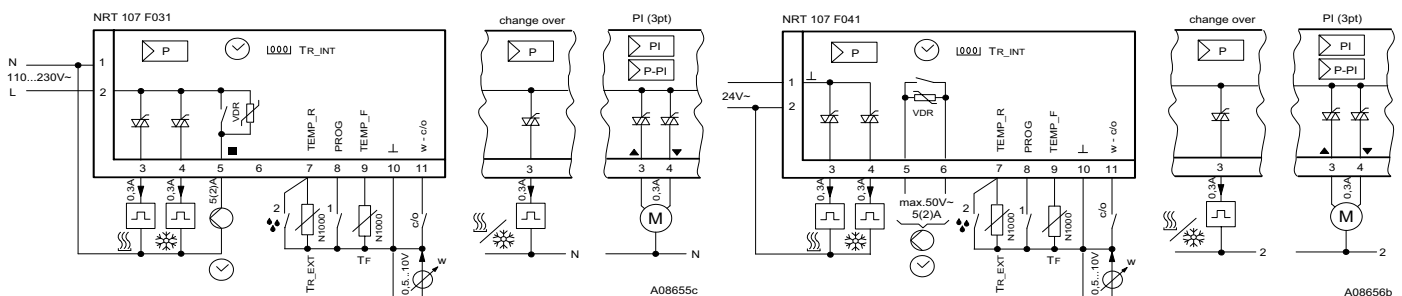 NRT 107 F031
P
TR_INT
N
110...230V~
L
1
2
VDR
TEMP_R
PROG
TEMP_F
⊥
w - c/o
3
4
5
6
7
8
9
10
11
0,3A
0,3A
5(2)A
2
N1000
1
N1000
c/o
TR_EXT
TF
0,5...10V
w
change over
P
3
0,3A
N
PI (3pt)
PI
P-PI
3
4
0,3A
M
N
A08655c
NRT 107 F041
P
TR_INT
24V~
1
2
⊥
VDR
TEMP_R
PROG
TEMP_F
⊥
w - c/o
3
4
5
6
7
8
9
10
11
0,3A
0,3A
max.50V~
5(2)A
2
N1000
1
N1000
c/o
TR_EXT
TF
0,5...10V
w
change over
P
3
0,3A
2
PI (3pt)
PI
P-PI
3
4
0,3A
M
2
A08656b